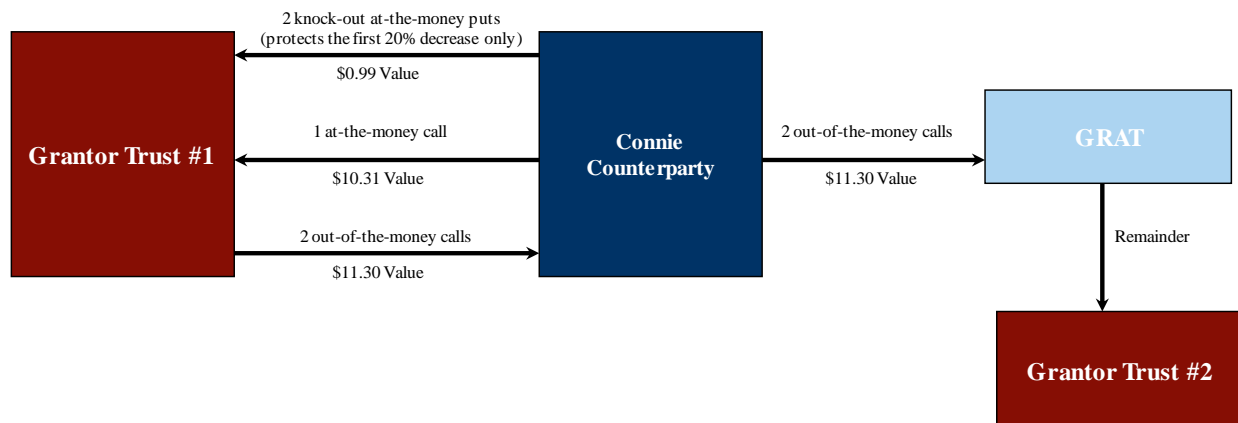 2 knock-out at-the-money puts
(protects the first 20% decrease only)
$0.99 Value
1 at-the-money call
$10.31 Value
2 out-of-the-money calls
$11.30 Value
Grantor Trust #1
Connie
Counterparty
2 out-of-the-money calls
$11.30 Value
GRAT
Remainder
Grantor Trust #2